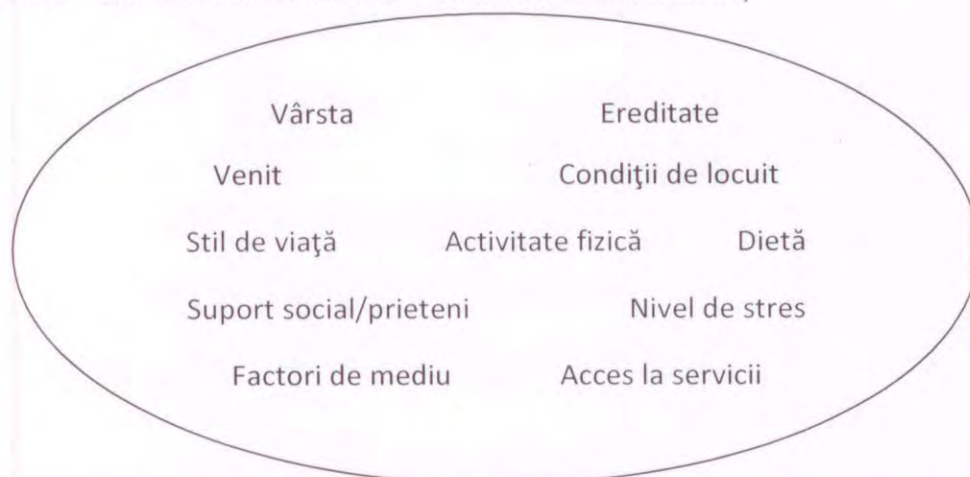 Vârsta Ereditate
Venit Condiţii de locuit
Stil de viaţă Activitate fizică Dietă
Suport social/prieteni Nivel de stres
Factori de mediu Acces la servicii